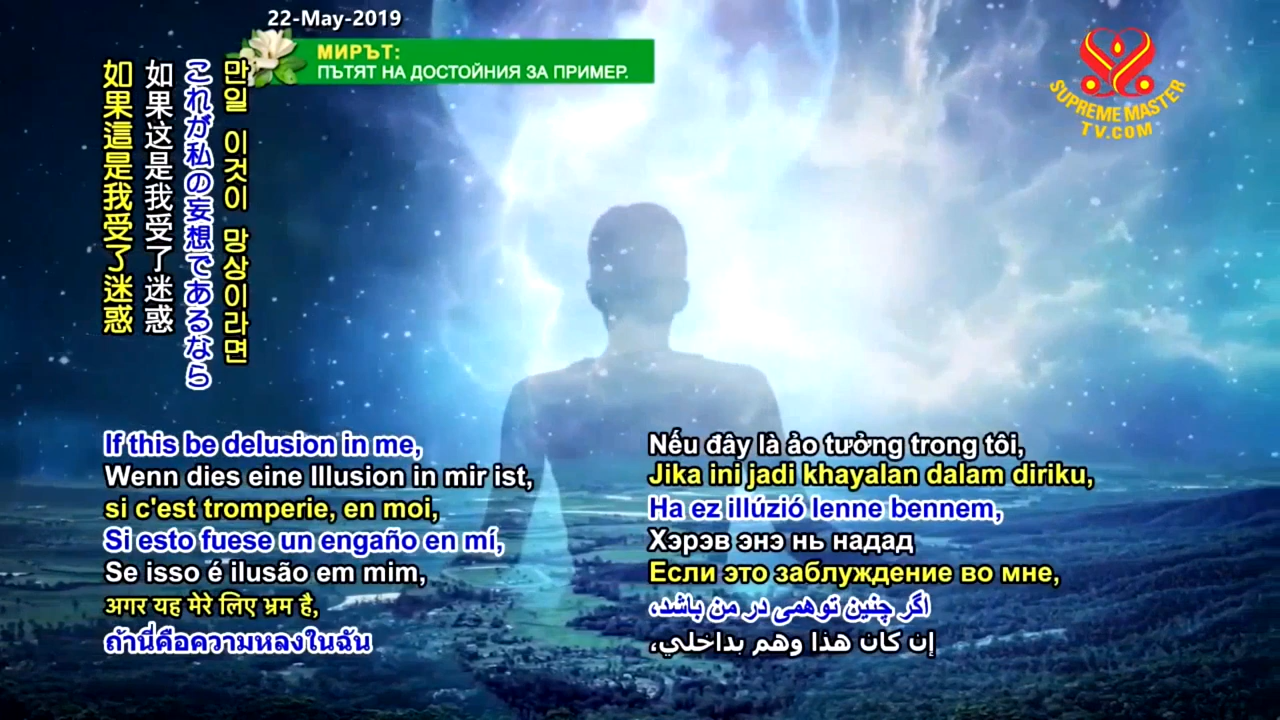 22-May-2019
МИРЪТ:
ПЪТЯТ НА ДОСТОЙНИЯ ЗА ПРИМЕР.
SUPREME MASTER
TV.COM
만일 이것이 망상이라면
これが私の妄想であるなら
如果这是我受了迷惑
如果這是我受了迷惑
If this be delusion in me,
Wenn dies eine Illusion in mir ist,
si c'est tromperie, en moi,
Si esto fuese un engaño en mí,
Se isso é ilusão em mim,
अगर यह मेरे लिए भ्रम है,
ถ้านี่คือความหลงในฉัน
Nếu đây là ảo tưởng trong tôi,
Jika ini jadi khayalan dalam diriku,
Ha ez illúzió lenne bennem,
Хэрэв энэ нь надад
Если это заблуждение во мне,
اگر چنین توهمی در من باشد،
إن كان هذا وهم بداخلي،